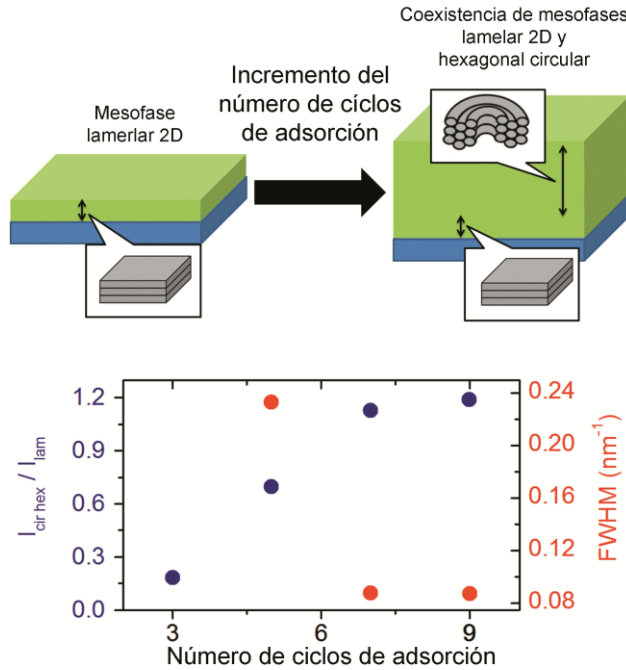 Coexistencia de mesofases
lamelar 2D y
hexagonal circular
Incremento del
número de cíclos
de adsorción
Mesofase
lamerlar 2D
1.2
0.9
0.6
0.3
0.0
I cir hex / I lam
0.24
0.20
0.16
0.12
0.08
FWHM (nm⁻¹)
3
6
9
Número de ciclos de adsorción